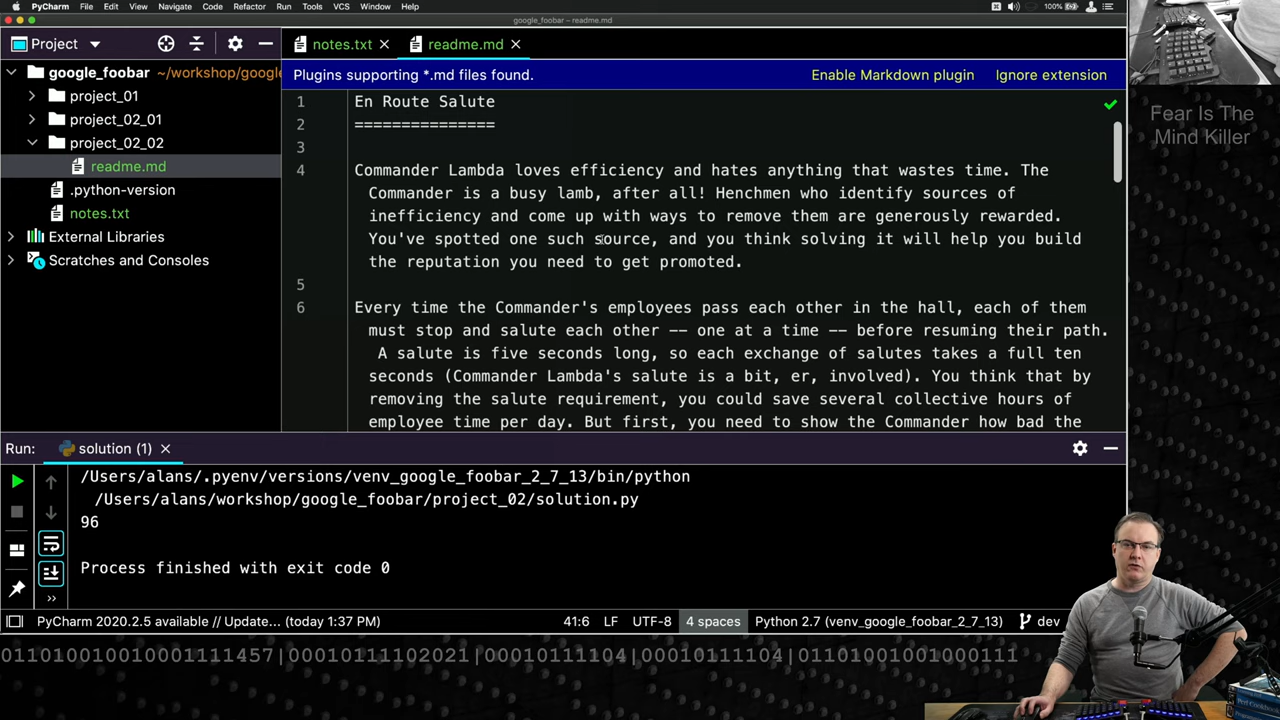 PyCharm File Edit View Navigate Code Refactor Run Tools VCS Window Help 100%
google_foobar – readme.md
Project
notes.txt
readme.md
google_foobar ~/workshop/google
project_01
project_02_01
project_02_02
readme.md
.python-version
notes.txt
External Libraries
Scratches and Consoles
Plugins supporting *.md files found. Enable Markdown plugin Ignore extension
1 En Route Salute
2 ===============
3
4 Commander Lambda loves efficiency and hates anything that wastes time. The
Commander is a busy lamb, after all! Henchmen who identify sources of
inefficiency and come up with ways to remove them are generously rewarded.
You've spotted one such source, and you think solving it will help you build
the reputation you need to get promoted.
5
6 Every time the Commander's employees pass each other in the hall, each of them
must stop and salute each other -- one at a time -- before resuming their path.
A salute is five seconds long, so each exchange of salutes takes a full ten
seconds (Commander Lambda's salute is a bit, er, involved). You think that by
removing the salute requirement, you could save several collective hours of
employee time per day. But first, you need to show the Commander how bad the
Fear Is The
Mind Killer
Run: solution (1)
/Users/alans/.pyenv/versions/venv_google_foobar_2_7_13/bin/python
/Users/alans/workshop/google_foobar/project_02/solution.py
96
Process finished with exit code 0
PyCharm 2020.2.5 available // Update... (today 1:37 PM) 41:6 LF UTF-8 4 spaces Python 2.7 (venv_google_foobar_2_7_13) dev
011010010010001111457|00010111102021|00010111104|00010111104|0110100100100011​1